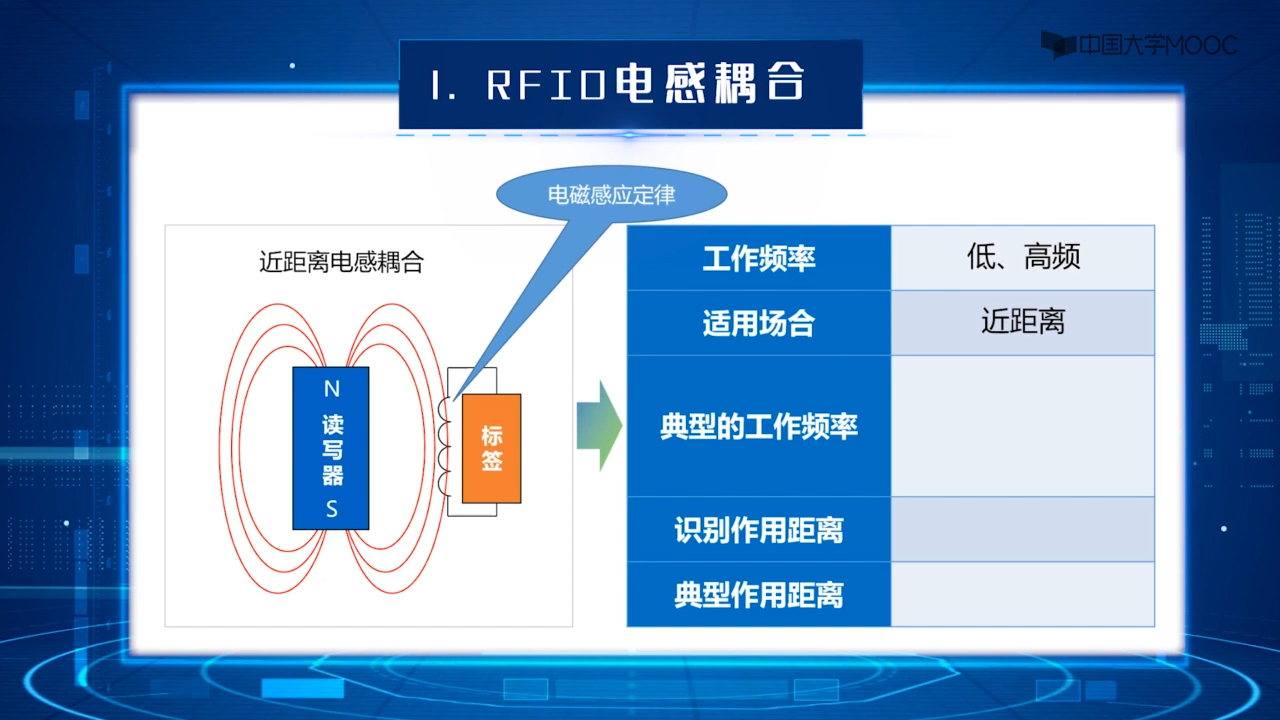 中国大学MOOC
1. RFID电感耦合
电磁感应定律
近距离电感耦合
N
读写器
S
标签
工作频率
低、高频
适用场合
近距离
典型的工作频率
识别作用距离
典型作用距离